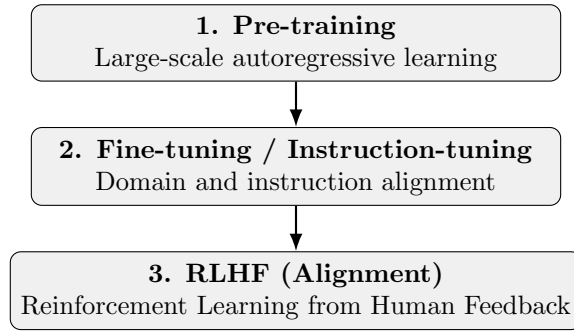 1. Pre-training
Large-scale autoregressive learning
2. Fine-tuning / Instruction-tuning
Domain and instruction alignment
3. RLHF (Alignment)
Reinforcement Learning from Human Feedback